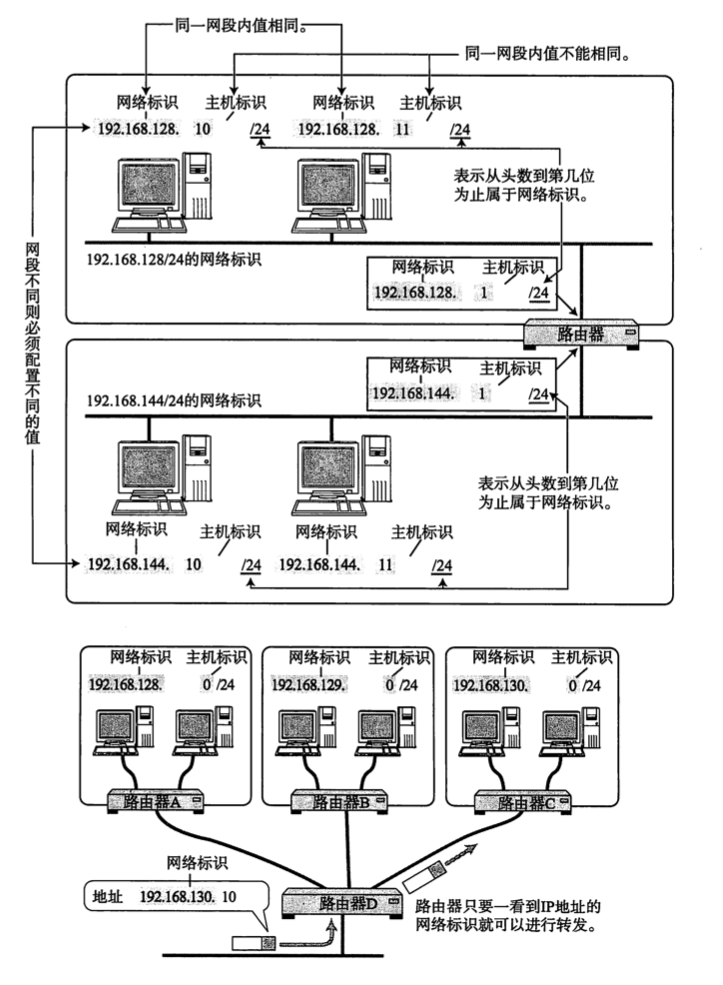 同一网段内值相同。
同一网段内值不能相同。
网络标识 主机标识 网络标识 主机标识
192.168.128. 10 /24 192.168.128. 11 /24
表示从头数到第几位
为止属于网络标识。
192.168.128/24的网络标识
网络标识 主机标识
192.168.128. 1 /24
路由器
网段不同则必须配置不同的值
网络标识 主机标识
192.168.144. 1 /24
192.168.144/24的网络标识
表示从头数到第几位
为止属于网络标识。
网络标识 主机标识 网络标识 主机标识
192.168.144. 10 /24 192.168.144. 11 /24
网络标识 主机标识 网络标识 主机标识 网络标识 主机标识
192.168.128. 0 /24 192.168.129. 0 /24 192.168.130. 0 /24
路由器A 路由器B 路由器C
网络标识
地址 192.168.130. 10
路由器D
路由器只要一看到IP地址的
网络标识就可以进行转发。